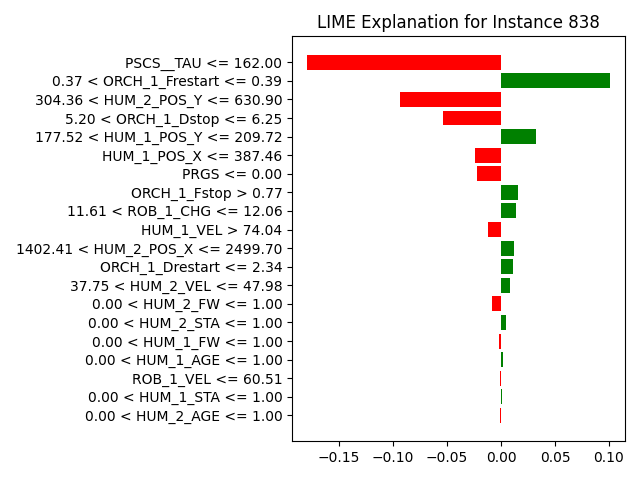 LIME Explanation for Instance 838
PSCS__TAU <= 162.00
0.37 < ORCH_1_Frestart <= 0.39
304.36 < HUM_2_POS_Y <= 630.90
5.20 < ORCH_1_Dstop <= 6.25
177.52 < HUM_1_POS_Y <= 209.72
HUM_1_POS_X <= 387.46
PRGS <= 0.00
ORCH_1_Fstop > 0.77
11.61 < ROB_1_CHG <= 12.06
HUM_1_VEL > 74.04
1402.41 < HUM_2_POS_X <= 2499.70
ORCH_1_Drestart <= 2.34
37.75 < HUM_2_VEL <= 47.98
0.00 < HUM_2_FW <= 1.00
0.00 < HUM_2_STA <= 1.00
0.00 < HUM_1_FW <= 1.00
0.00 < HUM_1_AGE <= 1.00
ROB_1_VEL <= 60.51
0.00 < HUM_1_STA <= 1.00
0.00 < HUM_2_AGE <= 1.00
−0.15 −0.10 −0.05 0.00 0.05 0.10